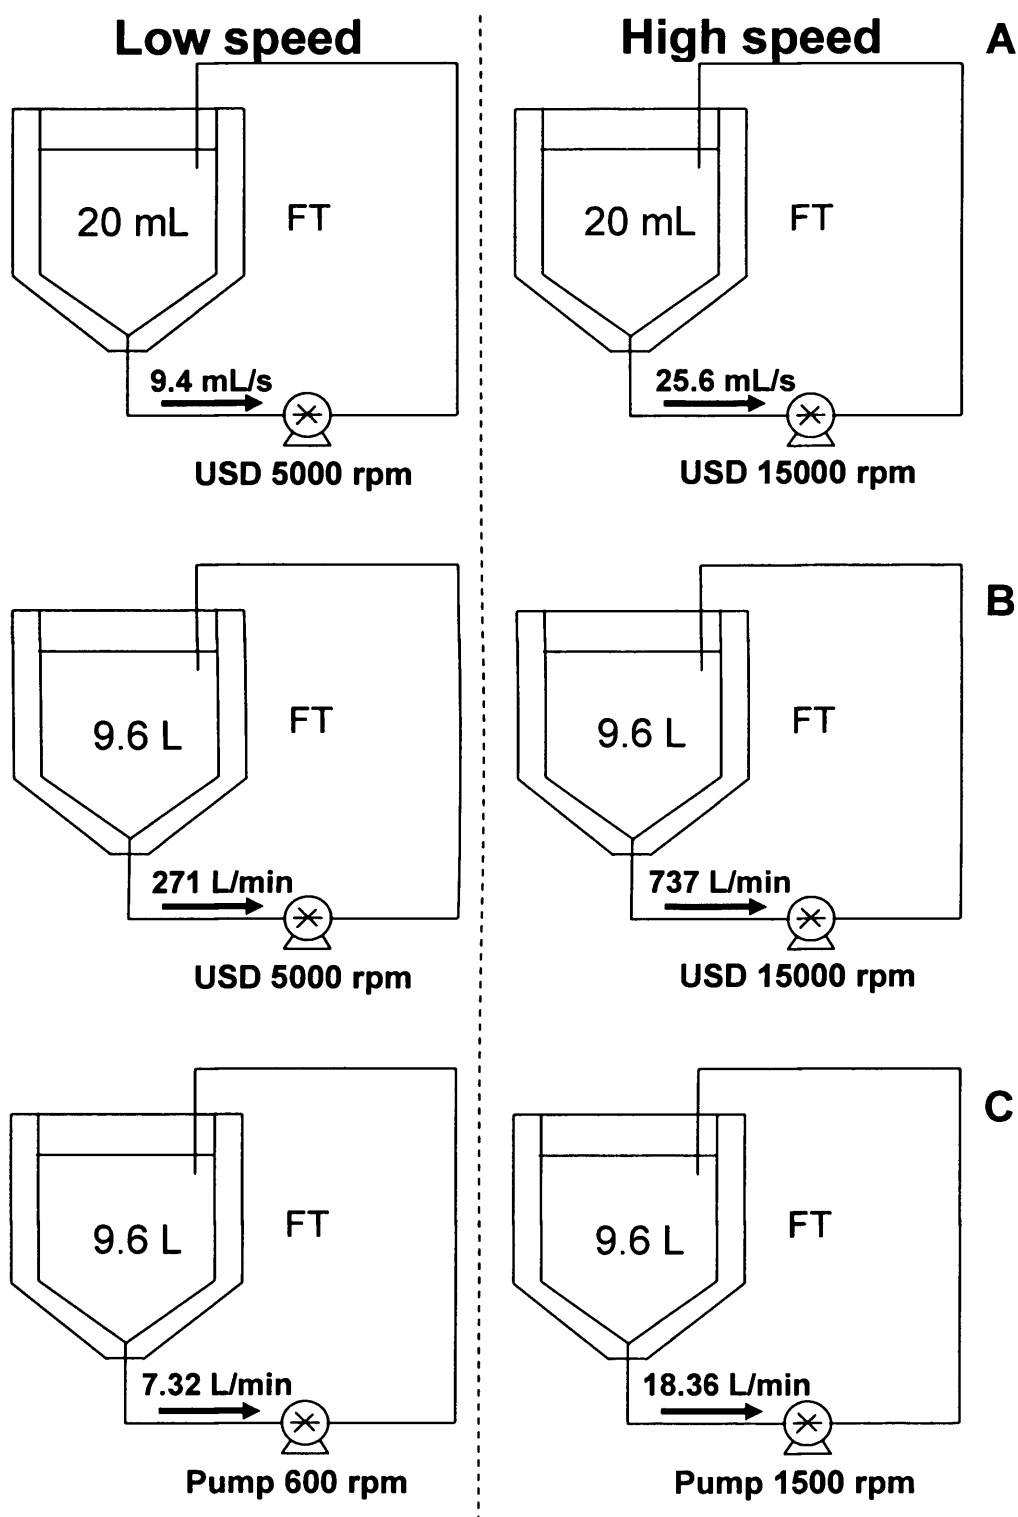 Low speed
High speed
A
20 mL
FT
20 mL
FT
9.4 mL/s
25.6 mL/s
USD 5000 rpm
USD 15000 rpm
B
9.6 L
FT
9.6 L
FT
271 L/min
737 L/min
USD 5000 rpm
USD 15000 rpm
C
9.6 L
FT
9.6 L
FT
7.32 L/min
18.36 L/min
Pump 600 rpm
Pump 1500 rpm